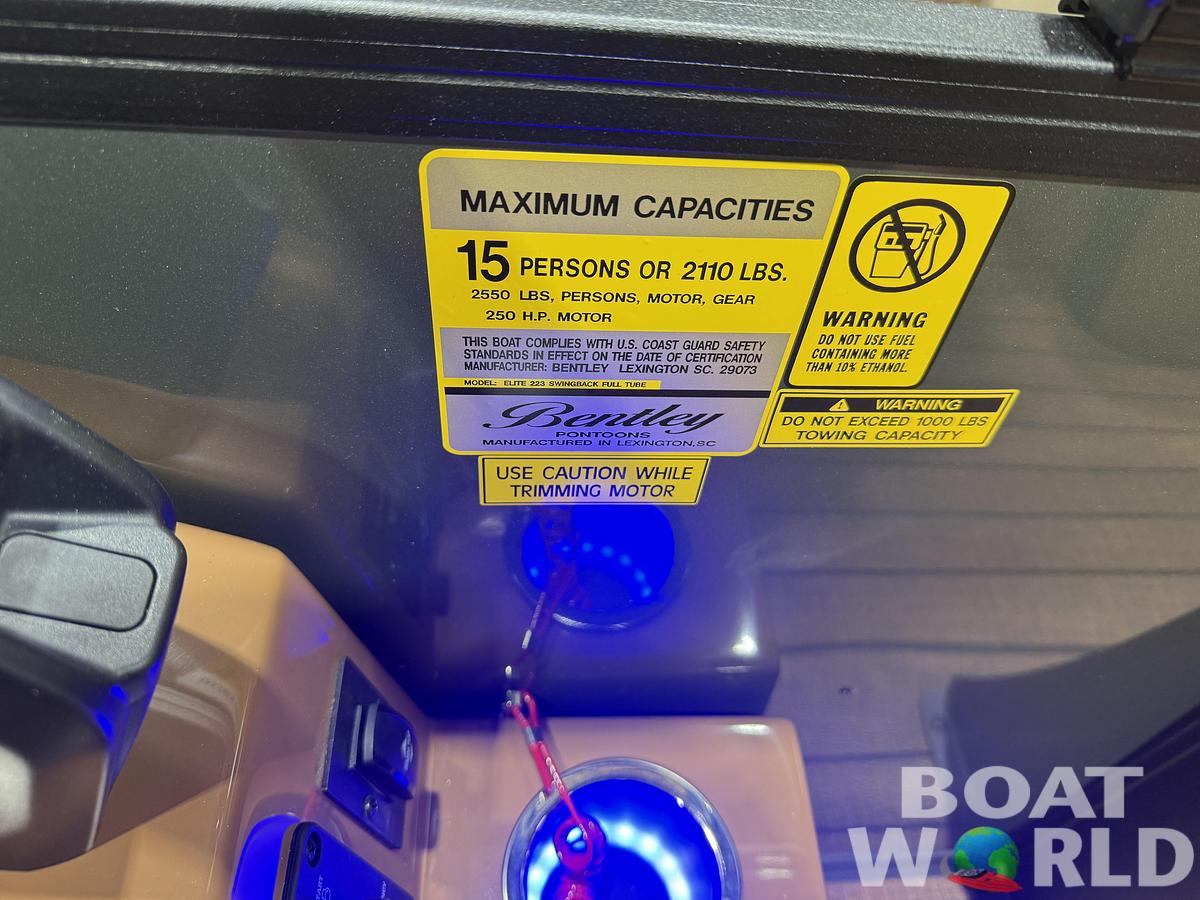 MAXIMUM CAPACITIES
15 PERSONS OR 2110 LBS.
2550 LBS, PERSONS, MOTOR, GEAR
250 H.P. MOTOR
THIS BOAT COMPLIES WITH U.S. COAST GUARD SAFETY
STANDARDS IN EFFECT ON THE DATE OF CERTIFICATION
MANUFACTURER: BENTLEY LEXINGTON SC. 29073
MODEL: ELITE 223 SWINGBACK FULL TUBE
Bentley
PONTOONS
MANUFACTURED IN LEXINGTON,SC
WARNING
DO NOT USE FUEL
CONTAINING MORE
THAN 10% ETHANOL.
WARNING
DO NOT EXCEED 1000 LBS
TOWING CAPACITY
USE CAUTION WHILE
TRIMMING MOTOR
START
BOAT
WORLD